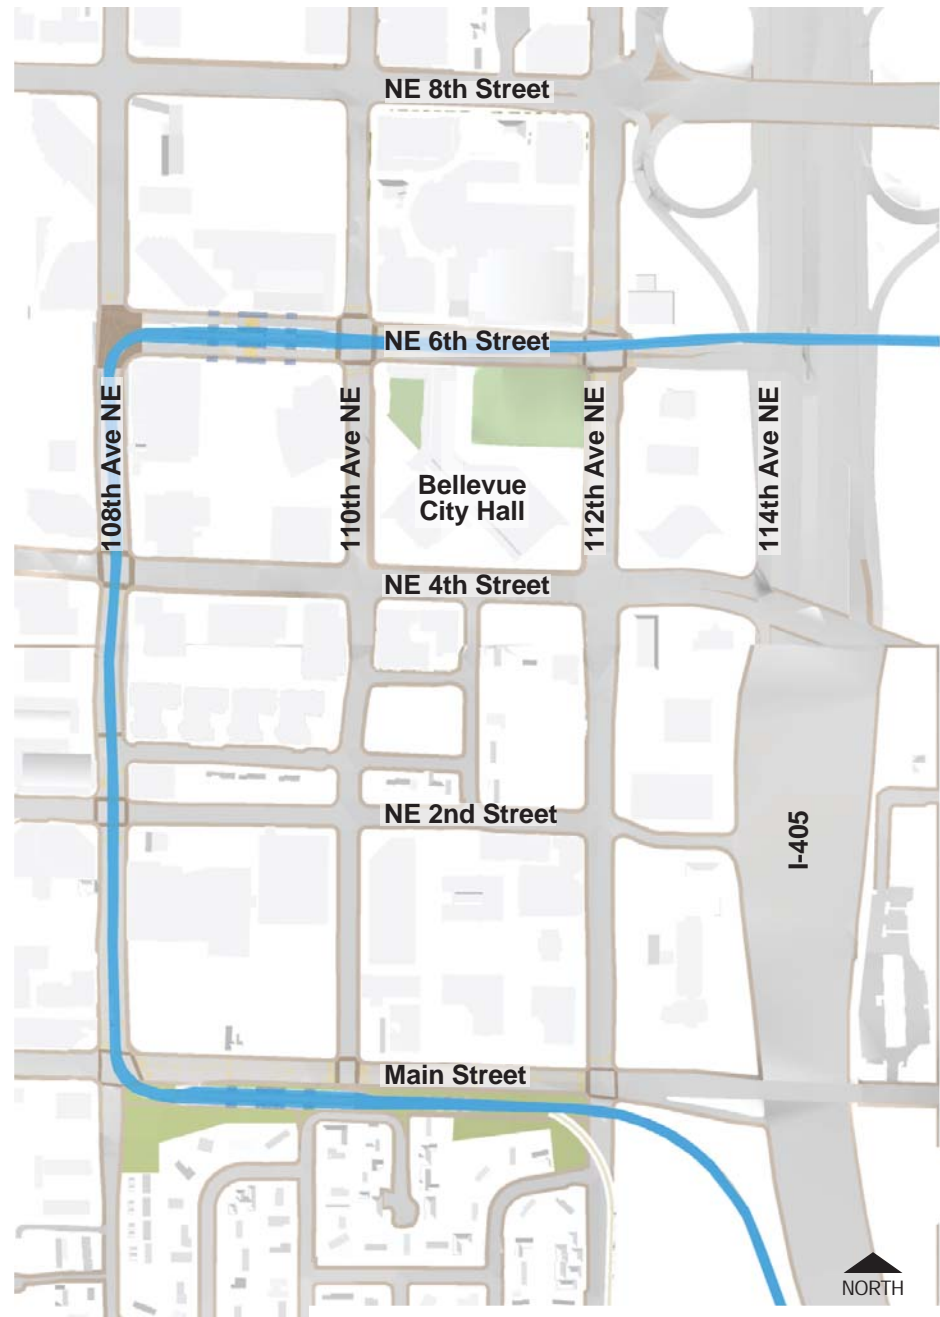 NE 8th Street
NE 6th Street
108th Ave NE
110th Ave NE
112th Ave NE
114th Ave NE
Bellevue
City Hall
NE 4th Street
NE 2nd Street
I-405
Main Street
NORTH